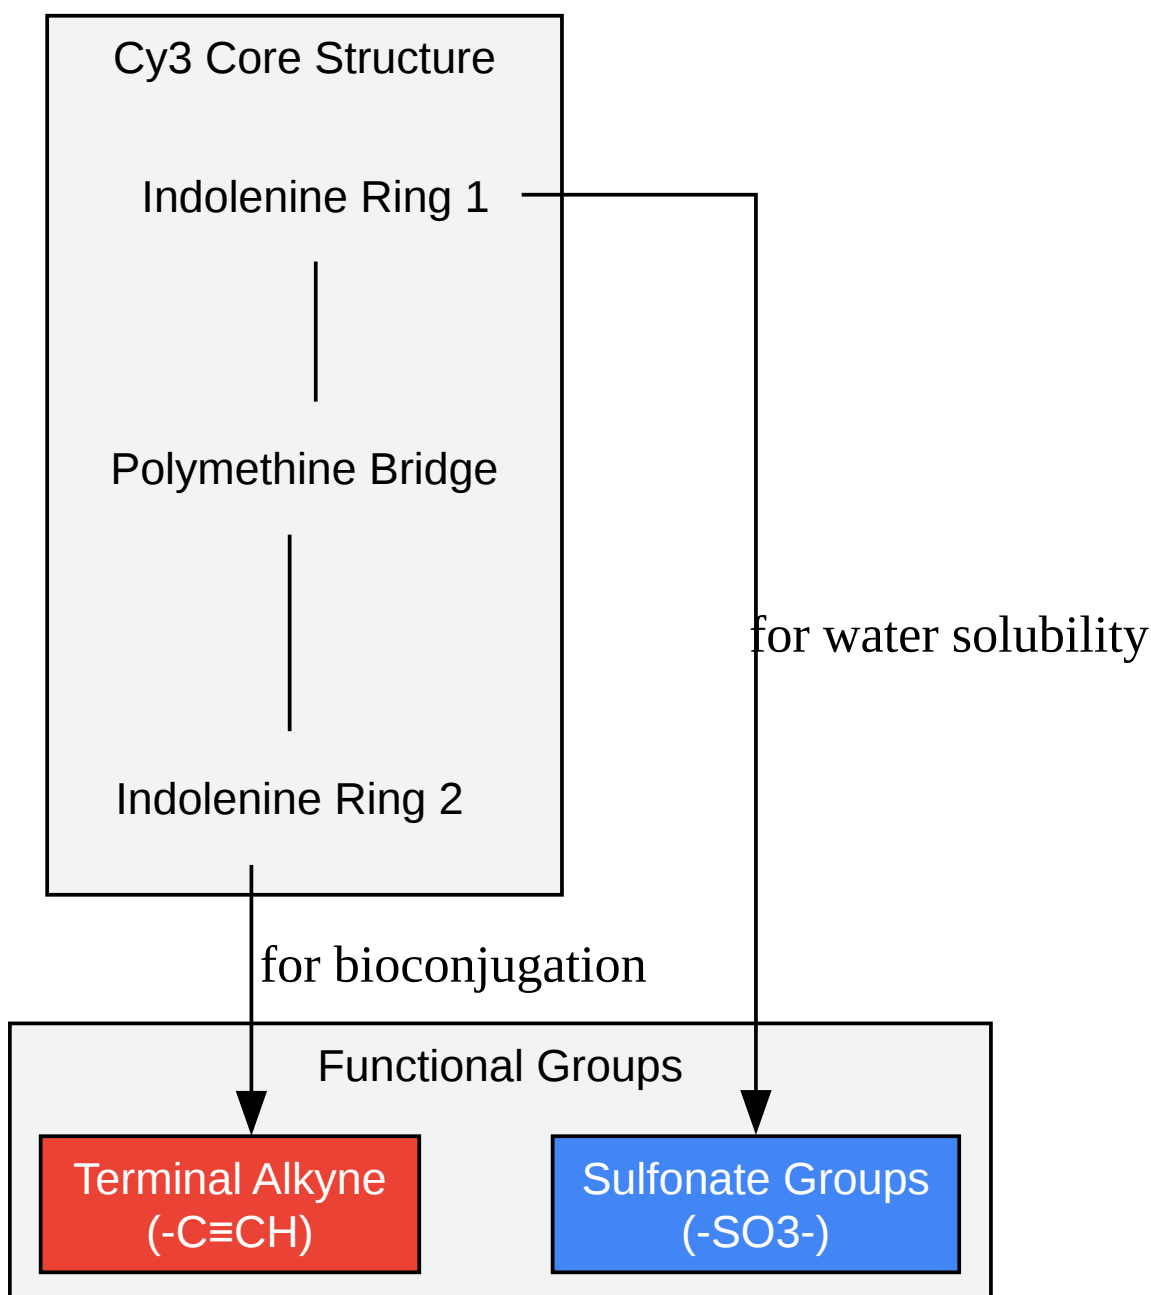 Cy3 Core Structure
Indolenine Ring 1
Polymethine Bridge
for water solubility
Indolenine Ring 2
for bioconjugation
Functional Groups
Terminal Alkyne
(-C≡CH)
Sulfonate Groups
(-SO3-)